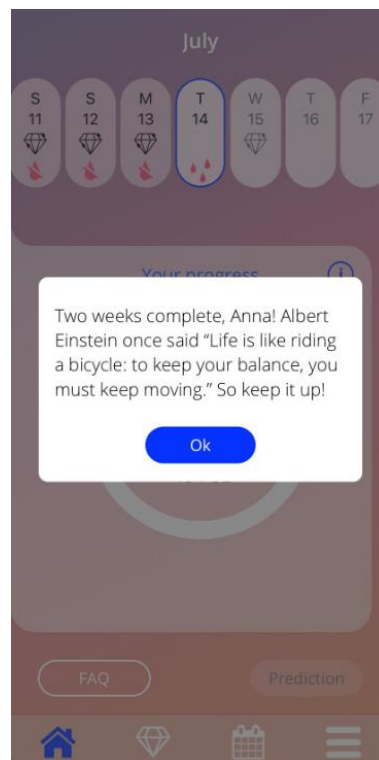 July
S S M T W T F
11 12 13 14 15 16 17
Your progress
Two weeks complete, Anna! Albert
Einstein once said “Life is like riding
a bicycle: to keep your balance, you
must keep moving.” So keep it up!
Ok
FAQ Prediction